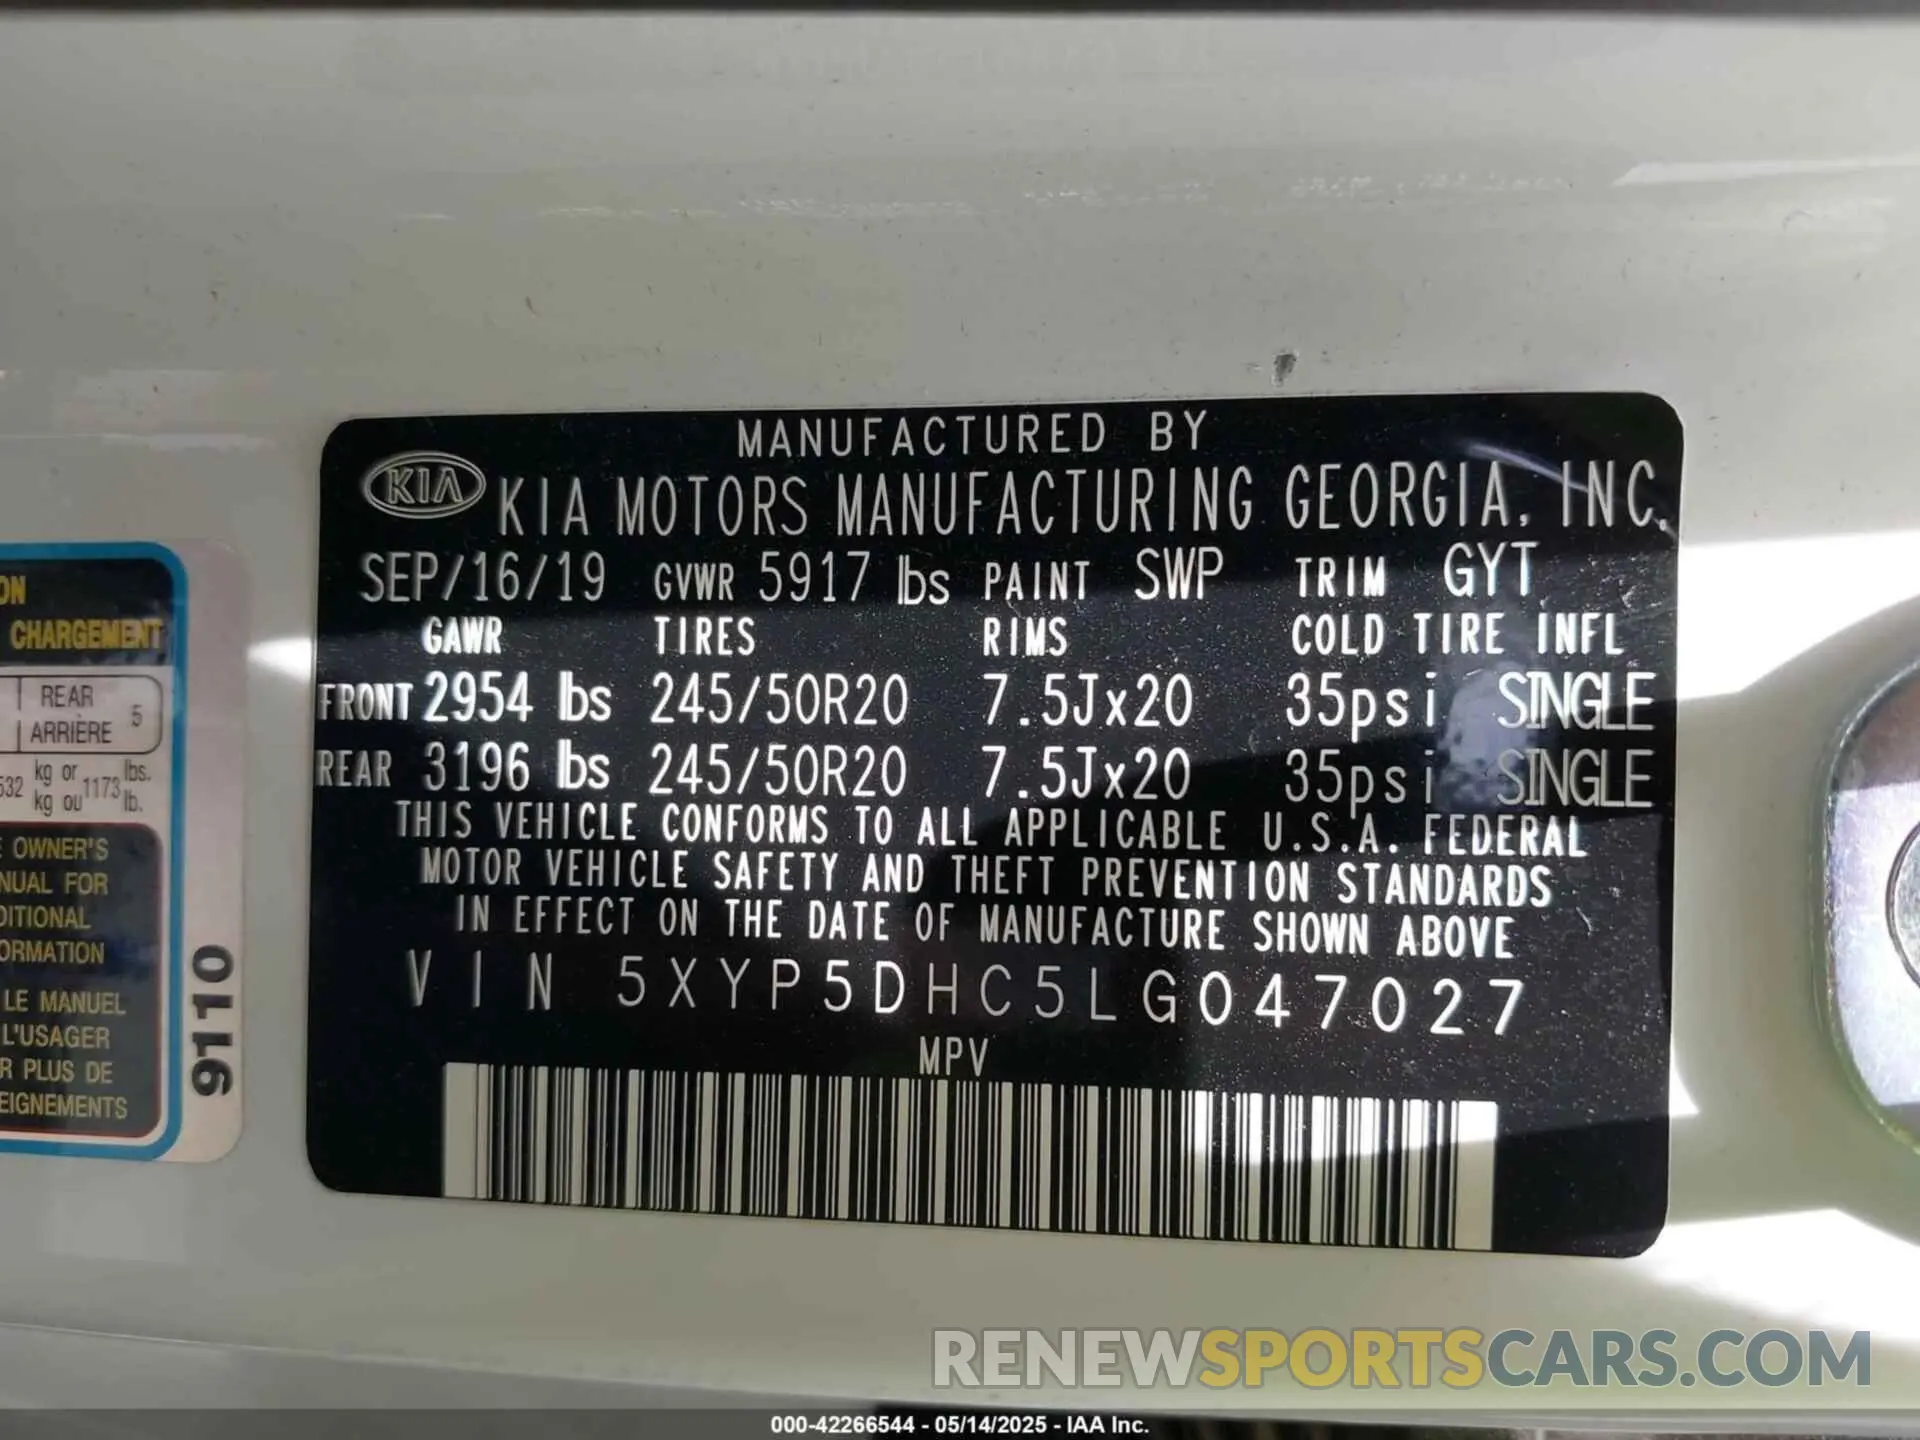 MANUFACTURED BY
KIA KIA MOTORS MANUFACTURING GEORGIA, INC.
SEP/16/19 GVWR 5917 lbs PAINT SWP TRIM GYT
GAWR TIRES RIMS COLD TIRE INFL
FRONT 2954 lbs 245/50R20 7.5Jx20 35psi SINGLE
REAR 3196 lbs 245/50R20 7.5Jx20 35psi SINGLE
THIS VEHICLE CONFORMS TO ALL APPLICABLE U.S.A. FEDERAL
MOTOR VEHICLE SAFETY AND THEFT PREVENTION STANDARDS
IN EFFECT ON THE DATE OF MANUFACTURE SHOWN ABOVE
VIN 5XYP5DHC5LG047027
MPV
ON
CHARGEMENT
REAR
ARRIÈRE 5
532 kg or 1173 lbs.
kg ou lb.
E OWNER'S
NUAL FOR
DITIONAL
FORMATION
LE MANUEL
L'USAGER
R PLUS DE
EIGNEMENTS
9110
RENEWSPORTSCARS.COM
000-42266544 - 05/14/2025 - IAA Inc.